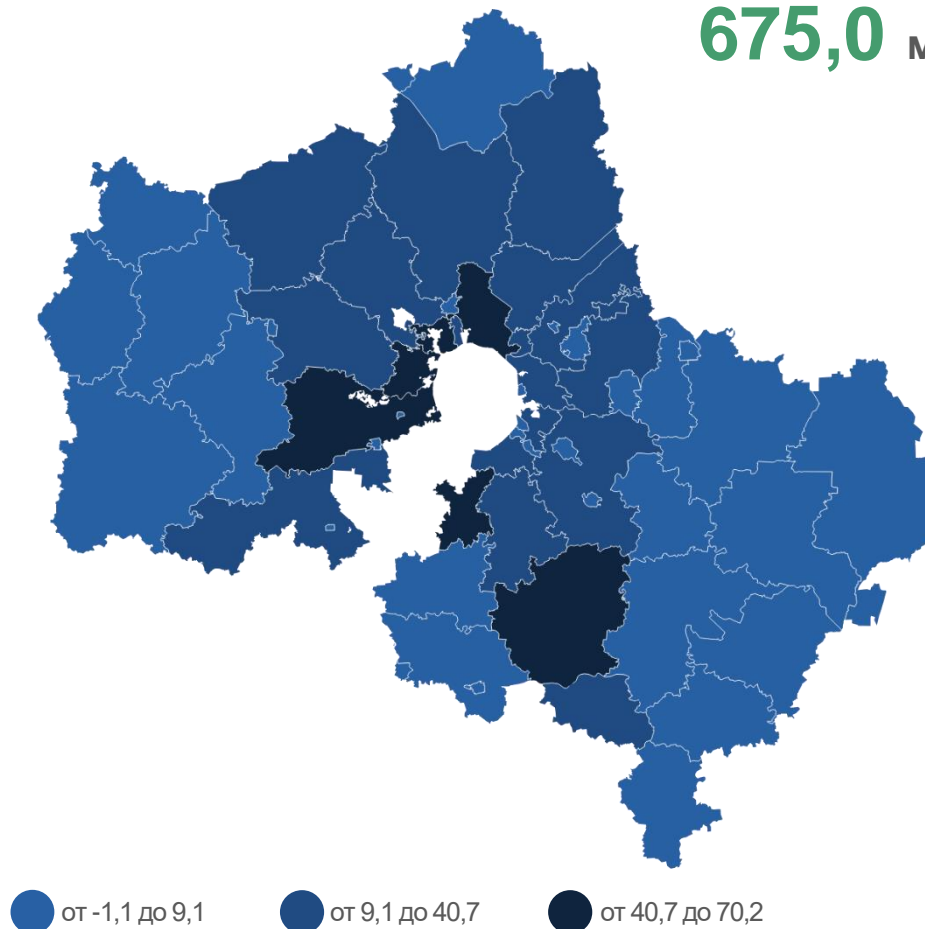 675,0 м
от -1,1 до 9,1
от 9,1 до 40,7
от 40,7 до 70,2